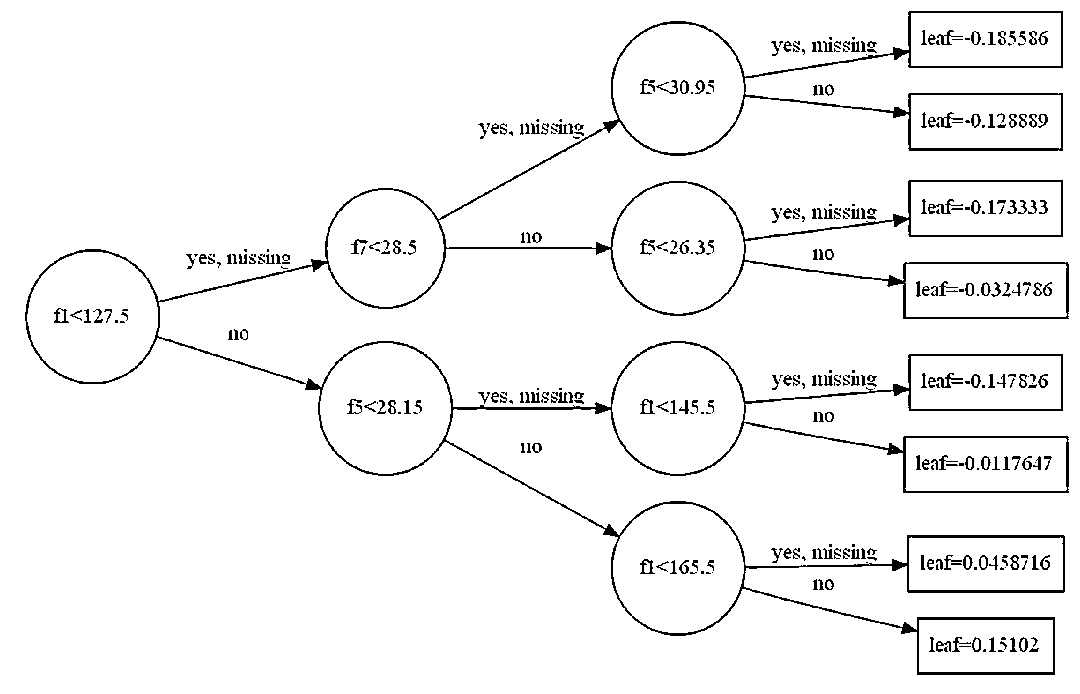 yes, missing
leaf=-0.185586
f5<30.95
no
leaf=-0.128889
yes, missing
f7<28.5
no
yes, missing
leaf=-0.173333
f5<26.35
no
leaf=-0.0324786
yes, missing
f1<127.5
no
f5<28.15
yes, missing
no
yes, missing
leaf=-0.147826
f1<145.5
no
leaf=-0.0117647
yes, missing
leaf=0.0458716
f1<165.5
no
leaf=0.15102